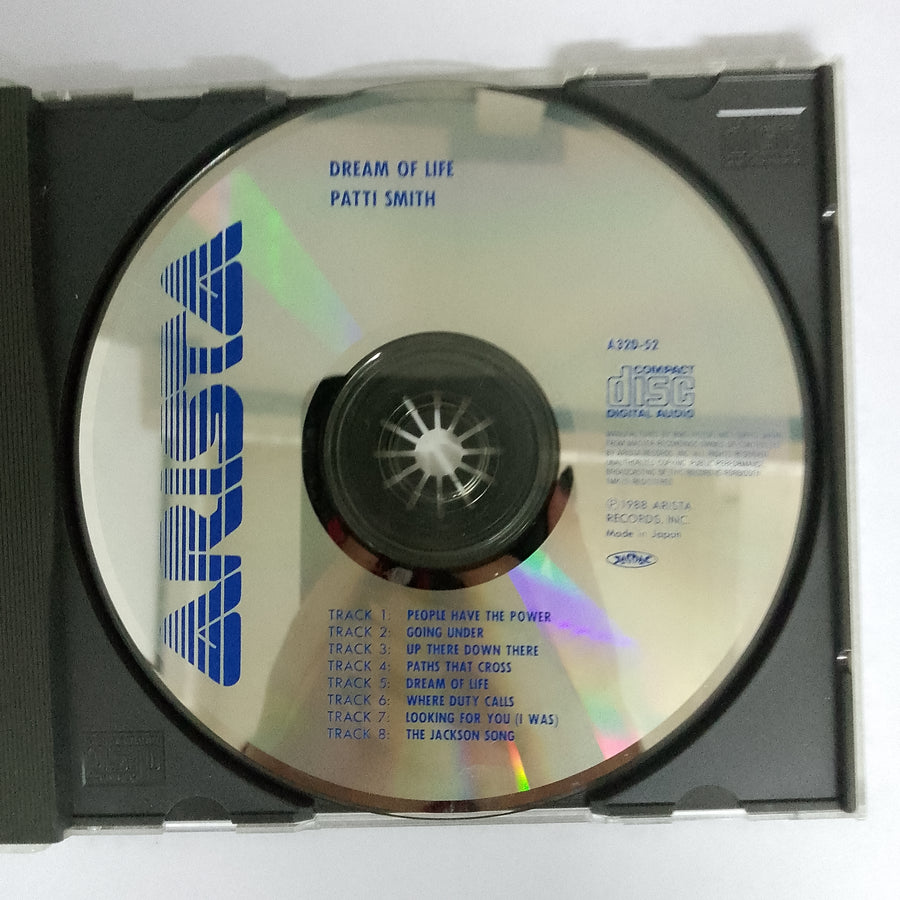 DREAM OF LIFE
PATTI SMITH
ARISTA
A32D-52
COMPACT
disc
DIGITAL AUDIO
℗ 1988 ARISTA
RECORDS, INC.
Made in Japan
TRACK 1: PEOPLE HAVE THE POWER
TRACK 2: GOING UNDER
TRACK 3: UP THERE DOWN THERE
TRACK 4: PATHS THAT CROSS
TRACK 5: DREAM OF LIFE
TRACK 6: WHERE DUTY CALLS
TRACK 7: LOOKING FOR YOU (I WAS)
TRACK 8: THE JACKSON SONG